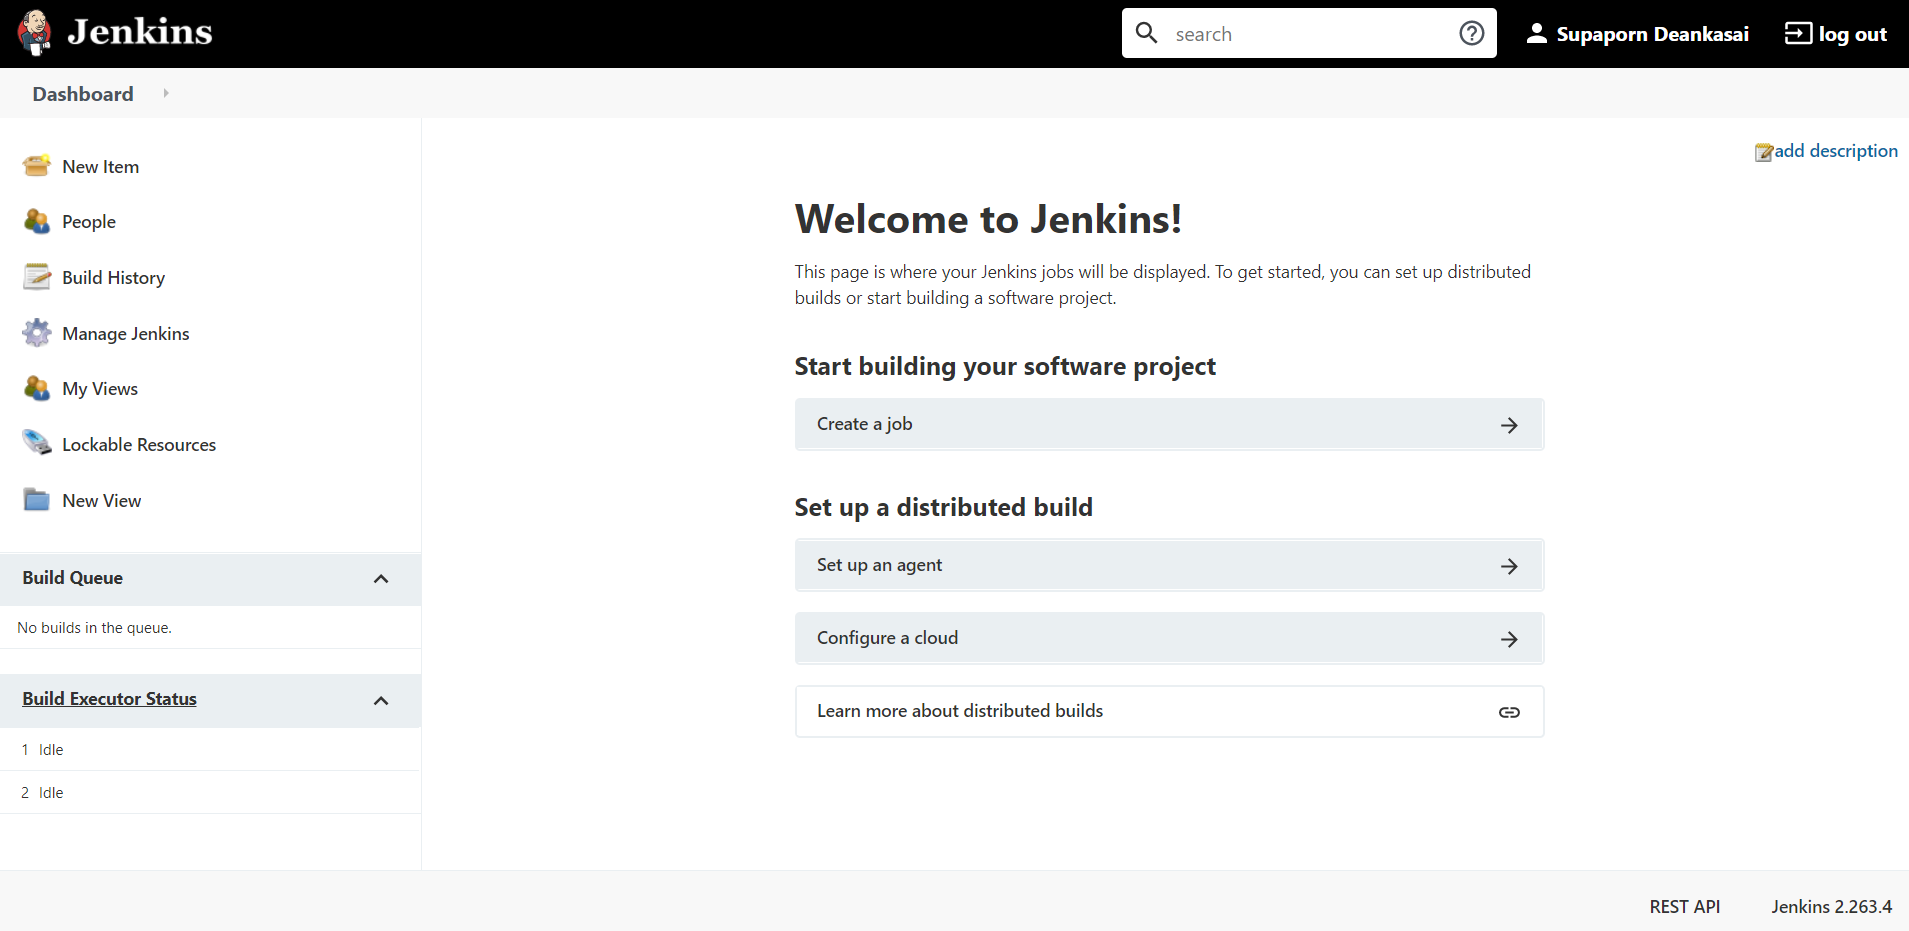 Jenkins
search
Supaporn Deankasai
log out
Dashboard
New Item
People
Build History
Manage Jenkins
My Views
Lockable Resources
New View
Build Queue
No builds in the queue.
Build Executor Status
1 Idle
2 Idle
add description
Welcome to Jenkins!
This page is where your Jenkins jobs will be displayed. To get started, you can set up distributed
builds or start building a software project.
Start building your software project
Create a job
Set up a distributed build
Set up an agent
Configure a cloud
Learn more about distributed builds
REST API
Jenkins 2.263.4